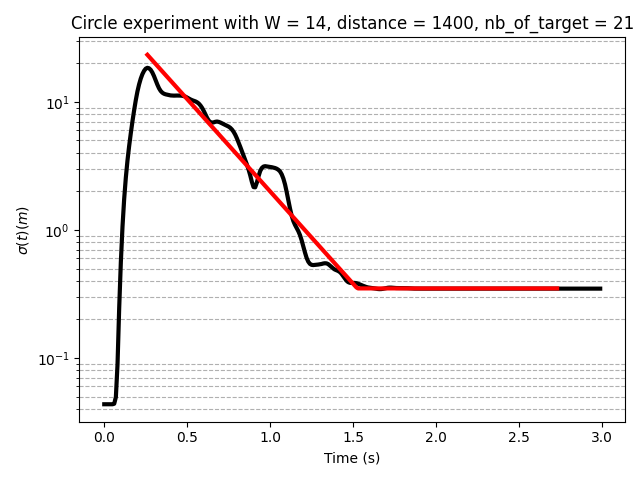 Circle experiment with W = 14, distance = 1400, nb_of_target = 21
10¹
10⁰
10⁻¹
σ(t)(m)
0.0 0.5 1.0 1.5 2.0 2.5 3.0
Time (s)